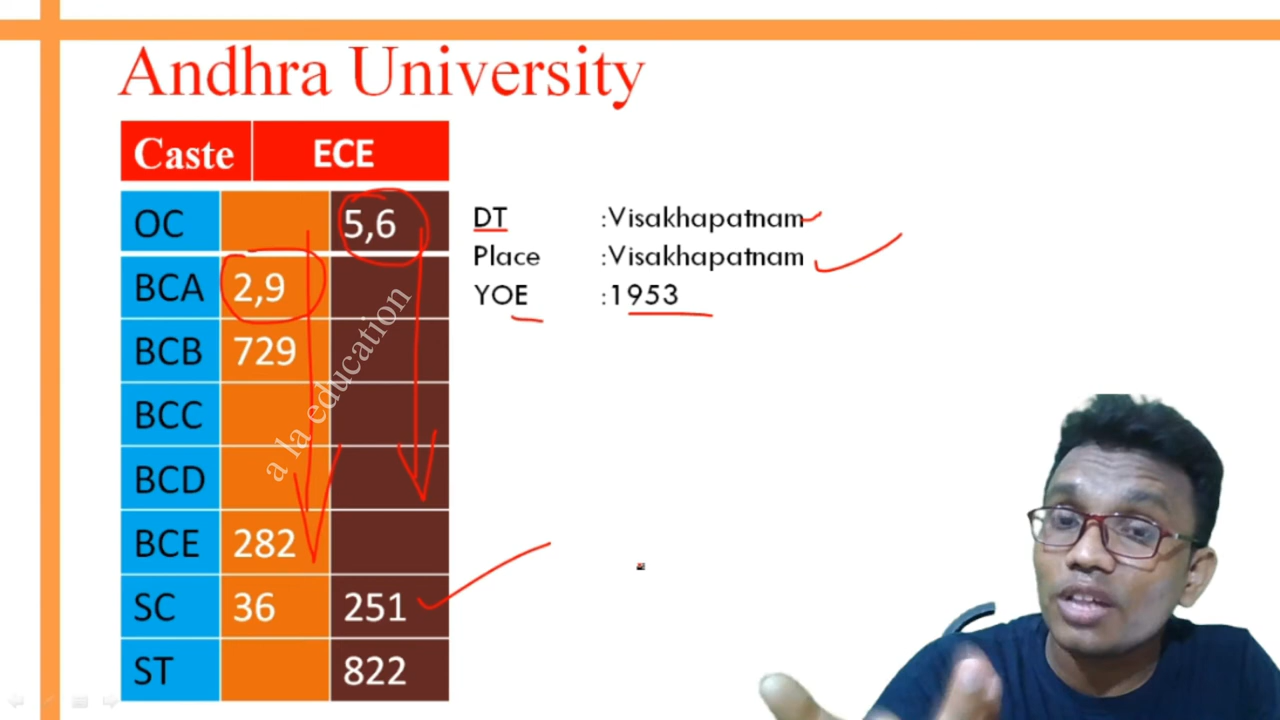 Andhra University
Caste ECE
OC 5,6
BCA 2,9
BCB 729
BCC
BCD
BCE 282
SC 36 251
ST 822
DT :Visakhapatnam
Place :Visakhapatnam
YOE :1953
a la education